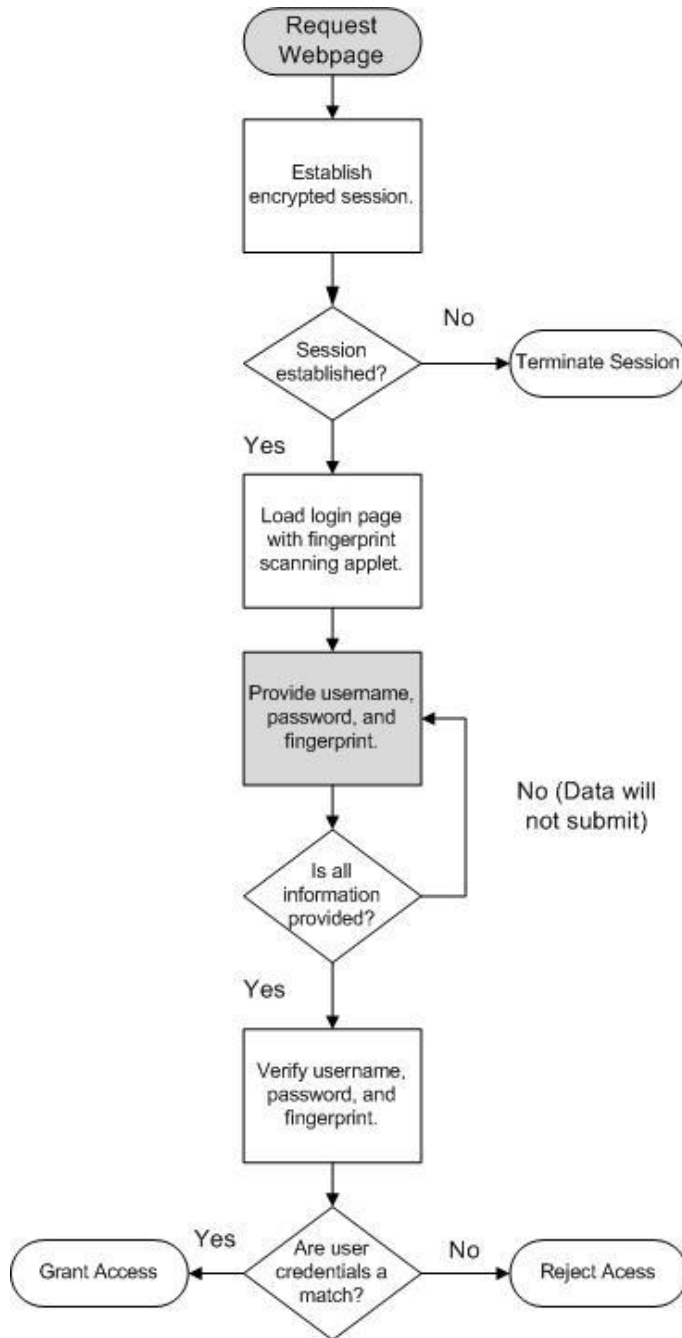 Request
Webpage
Establish
encrypted session.
No
Session
established?
Terminate Session
Yes
Load login page
with fingerprint
scanning applet.
Provide username,
password, and
fingerprint.
No (Data will
not submit)
Is all
information
provided?
Yes
Verify username,
password, and
fingerprint.
Yes
Are user
credentials a
match?
No
Grant Access
Reject Acess